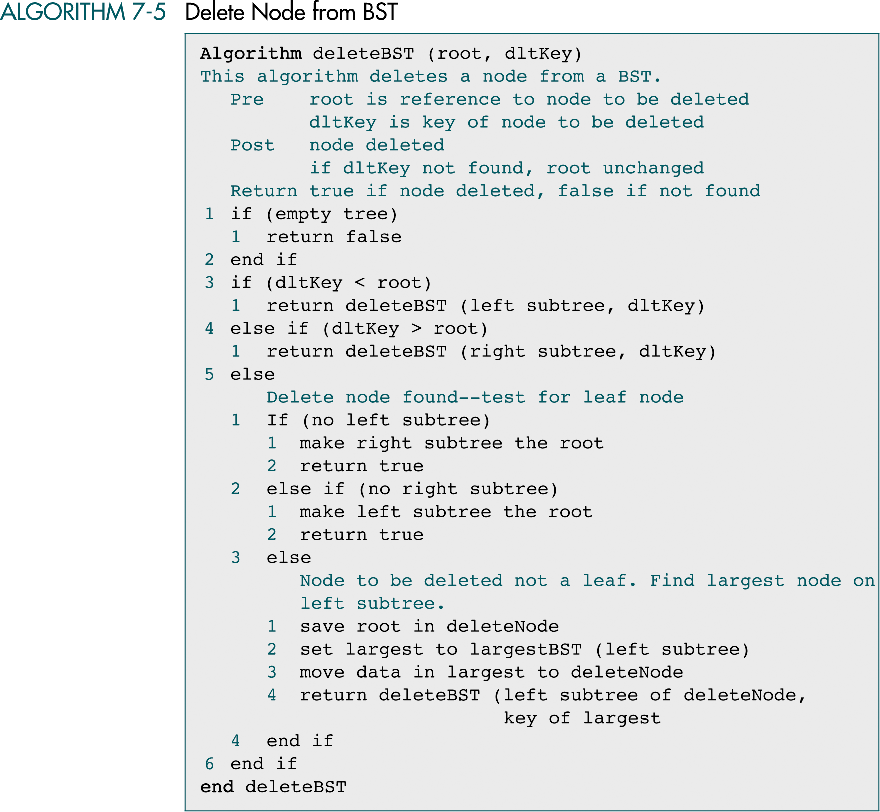 ALGORITHM 7-5 Delete Node from BST
Algorithm deleteBST (root, dltKey)
This algorithm deletes a node from a BST.
Pre root is reference to node to be deleted
dltKey is key of node to be deleted
Post node deleted
if dltKey not found, root unchanged
Return true if node deleted, false if not found
1 if (empty tree)
1 return false
2 end if
3 if (dltKey < root)
1 return deleteBST (left subtree, dltKey)
4 else if (dltKey > root)
1 return deleteBST (right subtree, dltKey)
5 else
Delete node found--test for leaf node
1 If (no left subtree)
1 make right subtree the root
2 return true
2 else if (no right subtree)
1 make left subtree the root
2 return true
3 else
Node to be deleted not a leaf. Find largest node on
left subtree.
1 save root in deleteNode
2 set largest to largestBST (left subtree)
3 move data in largest to deleteNode
4 return deleteBST (left subtree of deleteNode,
key of largest
4 end if
6 end if
end deleteBST